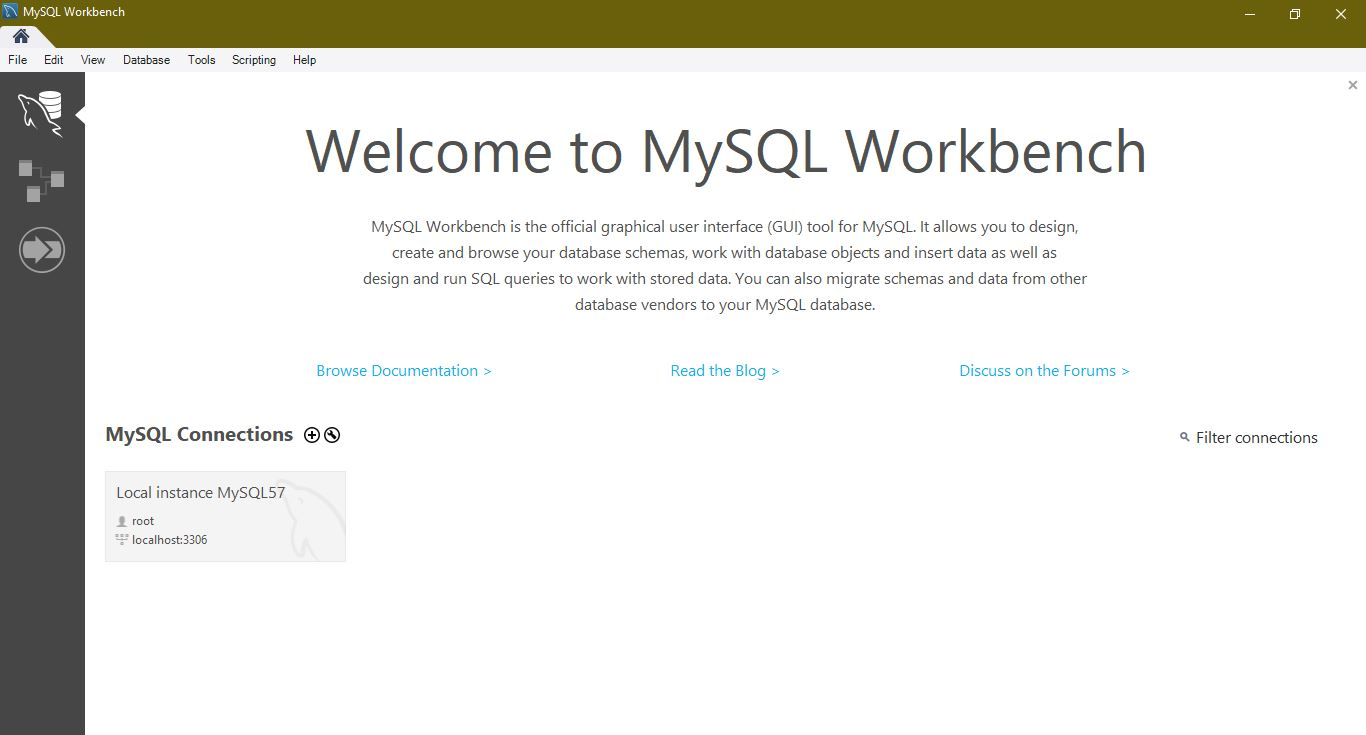 MySQL Workbench
File Edit View Database Tools Scripting Help
Welcome to MySQL Workbench
MySQL Workbench is the official graphical user interface (GUI) tool for MySQL. It allows you to design,
create and browse your database schemas, work with database objects and insert data as well as
design and run SQL queries to work with stored data. You can also migrate schemas and data from other
database vendors to your MySQL database.
Browse Documentation > Read the Blog > Discuss on the Forums >
MySQL Connections Filter connections
Local instance MySQL57
root
localhost:3306